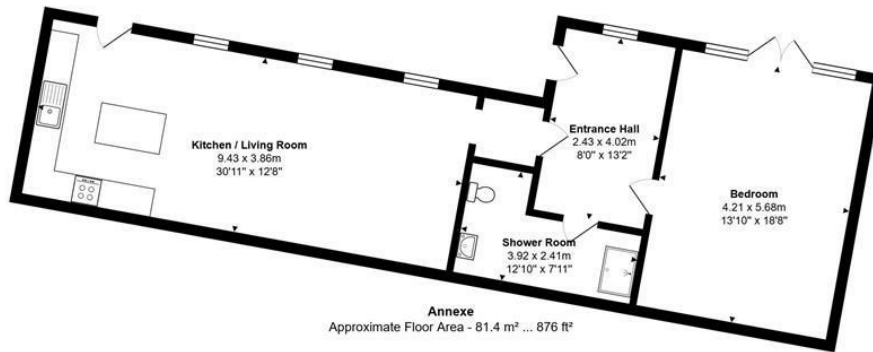 Kitchen / Living Room
9.43 x 3.86m
30'11" x 12'8"
Entrance Hall
2.43 x 4.02m
8'0" x 13'2"
Bedroom
4.21 x 5.68m
13'10" x 18'8"
Shower Room
3.92 x 2.41m
12'10" x 7'11"
Annexe
Approximate Floor Area - 81.4 m² ... 876 ft²